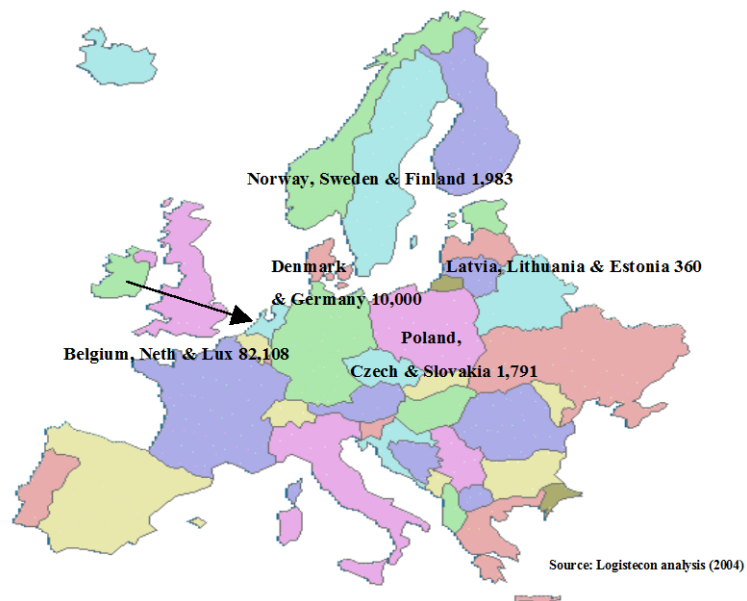 Norway, Sweden & Finland 1,983
Denmark
& Germany 10,000
Latvia, Lithuania & Estonia 360
Belgium, Neth & Lux 82,108
Poland,
Czech & Slovakia 1,791
Source: Logistecon analysis (2004)